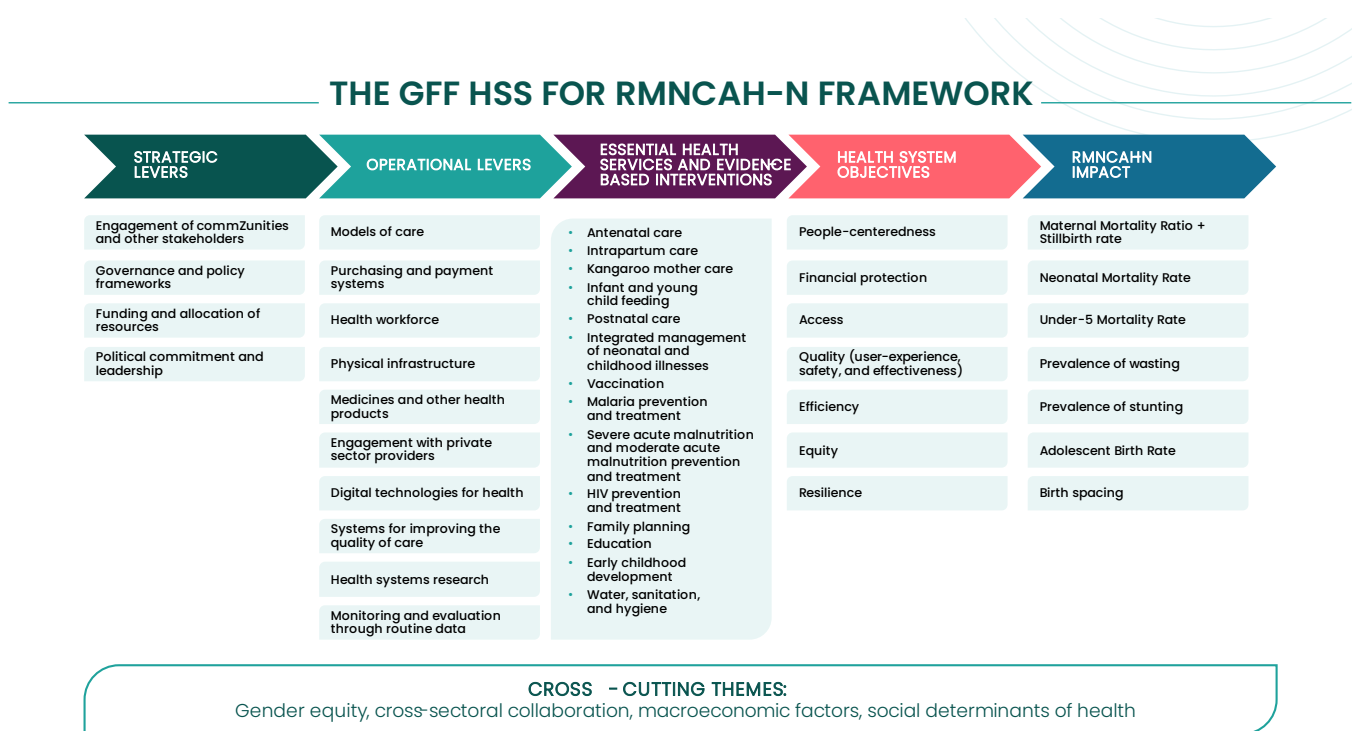 THE GFF HSS FOR RMNCAH-N FRAMEWORK
STRATEGIC
LEVERS
Engagement of commZunities
and other stakeholders
Governance and policy
frameworks
Funding and allocation of
resources
Political commitment and
leadership
OPERATIONAL LEVERS
Models of care
Purchasing and payment
systems
Health workforce
Physical infrastructure
Medicines and other health
products
Engagement with private
sector providers
Digital technologies for health
Systems for improving the
quality of care
Health systems research
Monitoring and evaluation
through routine data
ESSENTIAL HEALTH
SERVICES AND EVIDENCE-
BASED INTERVENTIONS
• Antenatal care
• Intrapartum care
• Kangaroo mother care
• Infant and young
child feeding
• Postnatal care
• Integrated management
of neonatal and
childhood illnesses
• Vaccination
• Malaria prevention
and treatment
• Severe acute malnutrition
and moderate acute
malnutrition prevention
and treatment
• HIV prevention
and treatment
• Family planning
• Education
• Early childhood
development
• Water, sanitation,
and hygiene
HEALTH SYSTEM
OBJECTIVES
People-centeredness
Financial protection
Access
Quality (user-experience,
safety, and effectiveness)
Efficiency
Equity
Resilience
RMNCAHN
IMPACT
Maternal Mortality Ratio +
Stillbirth rate
Neonatal Mortality Rate
Under-5 Mortality Rate
Prevalence of wasting
Prevalence of stunting
Adolescent Birth Rate
Birth spacing
CROSS - CUTTING THEMES:
Gender equity, cross-sectoral collaboration, macroeconomic factors, social determinants of health